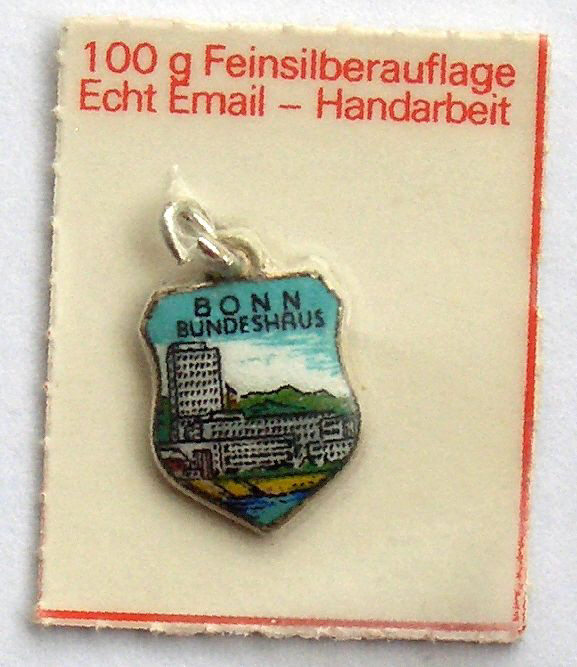 100 g Feinsilberauflage
Echt Email – Handarbeit
BONN
BUNDESHAUS